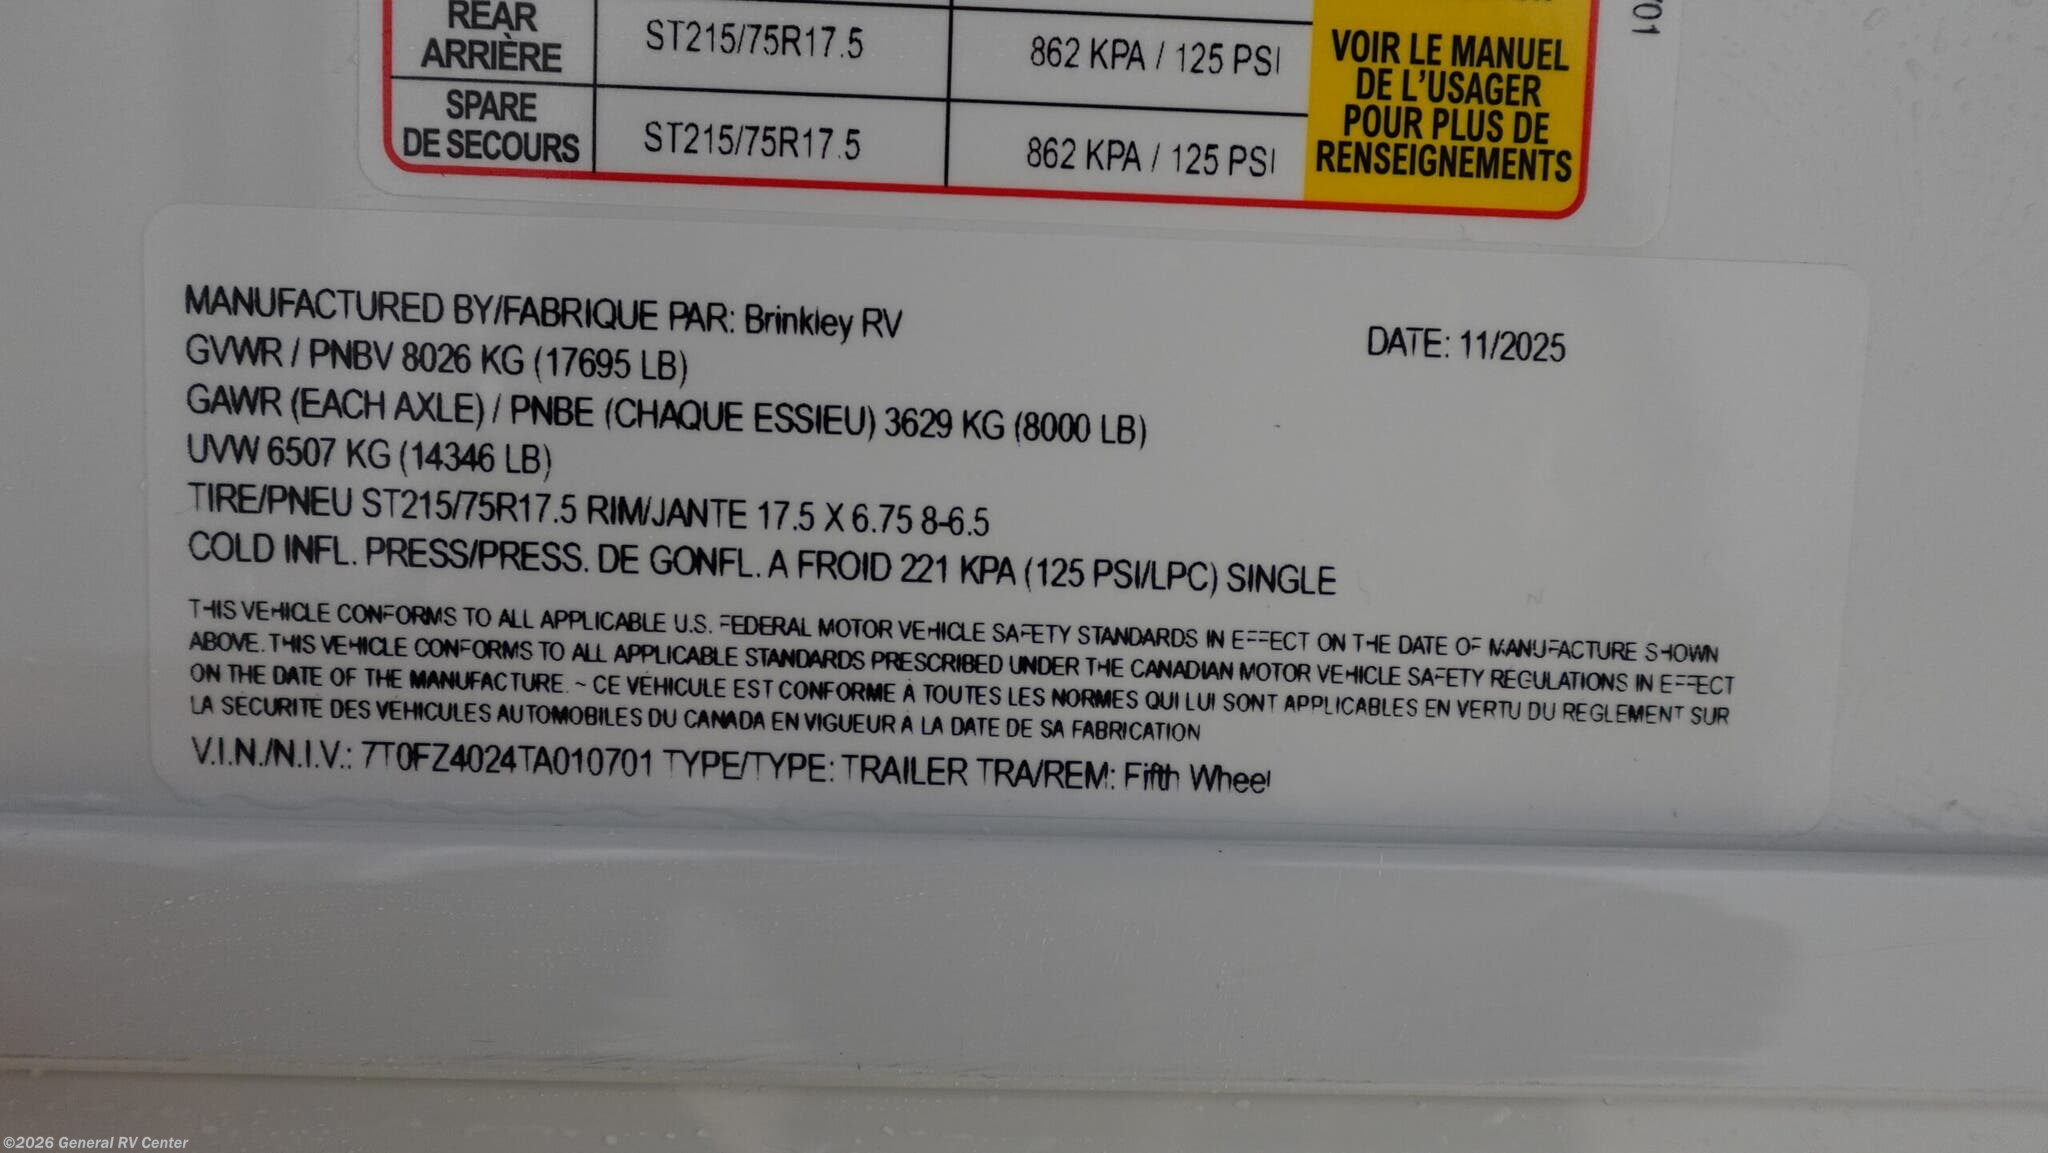 REAR
ARRIÈRE
ST215/75R17.5
862 KPA / 125 PSI
SPARE
DE SECOURS
ST215/75R17.5
862 KPA / 125 PSI
VOIR LE MANUEL
DE L'USAGER
POUR PLUS DE
RENSEIGNEMENTS
701
MANUFACTURED BY/FABRIQUE PAR: Brinkley RV
DATE: 11/2025
GVWR / PNBV 8026 KG (17695 LB)
GAWR (EACH AXLE) / PNBE (CHAQUE ESSIEU) 3629 KG (8000 LB)
UVW 6507 KG (14346 LB)
TIRE/PNEU ST215/75R17.5 RIM/JANTE 17.5 X 6.75 8-6.5
COLD INFL. PRESS/PRESS. DE GONFL. A FROID 221 KPA (125 PSI/LPC) SINGLE
THIS VEHICLE CONFORMS TO ALL APPLICABLE U.S. FEDERAL MOTOR VEHICLE SAFETY STANDARDS IN EFFECT ON THE DATE OF MANUFACTURE SHOWN
ABOVE. THIS VEHICLE CONFORMS TO ALL APPLICABLE STANDARDS PRESCRIBED UNDER THE CANADIAN MOTOR VEHICLE SAFETY REGULATIONS IN EFFECT
ON THE DATE OF THE MANUFACTURE. ~ CE VÉHICULE EST CONFORME À TOUTES LES NORMES QUI LUI SONT APPLICABLES EN VERTU DU REGLEMENT SUR
LA SÉCURITE DES VÉHICULES AUTOMOBILES DU CANADA EN VIGUEUR À LA DATE DE SA FABRICATION
V.I.N./N.I.V.: 7T0FZ4024TA010701 TYPE/TYPE: TRAILER TRA/REM: Fifth Wheel
©2026 General RV Center